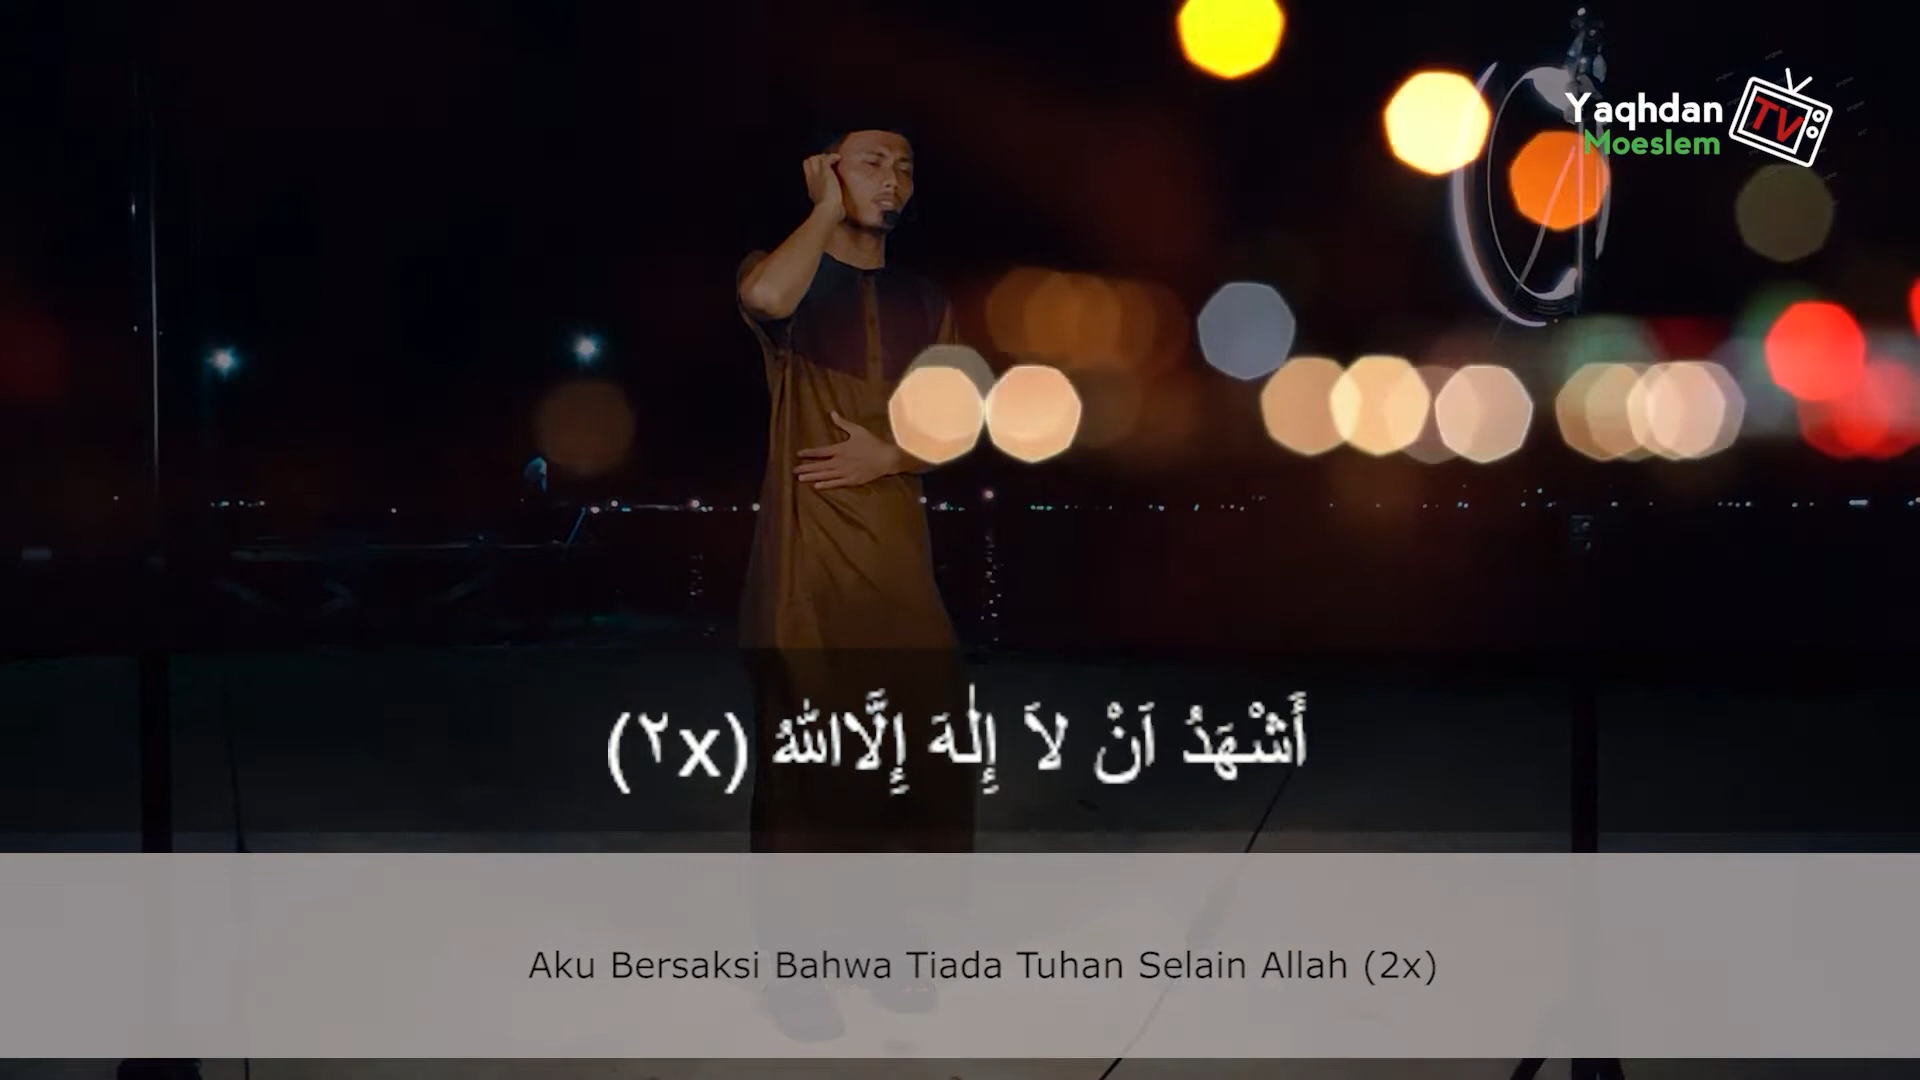 Yaqhdan
Moeslem
TV
أَشْهَدُ اَنْ لاَ إِلٰهَ إِلَّااللهُ (٢x)
Aku Bersaksi Bahwa Tiada Tuhan Selain Allah (2x)